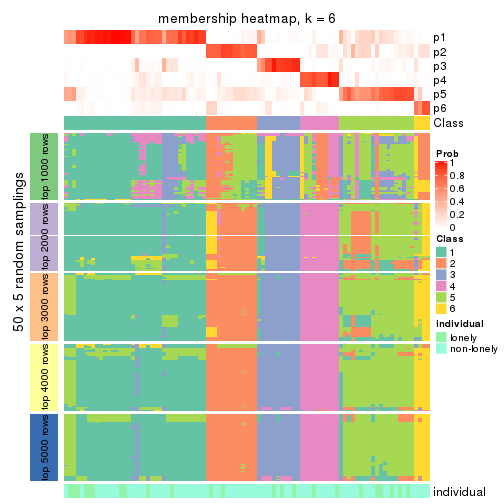 membership heatmap, k = 6
p1
p2
p3
p4
p5
p6
Class
50 x 5 random samplings
top 1000 rows
top 2000 rows
top 3000 rows
top 4000 rows
top 5000 rows
individual
Prob
1
0.8
0.6
0.4
0.2
0
Class
1
2
3
4
5
6
individual
lonely
non-lonely